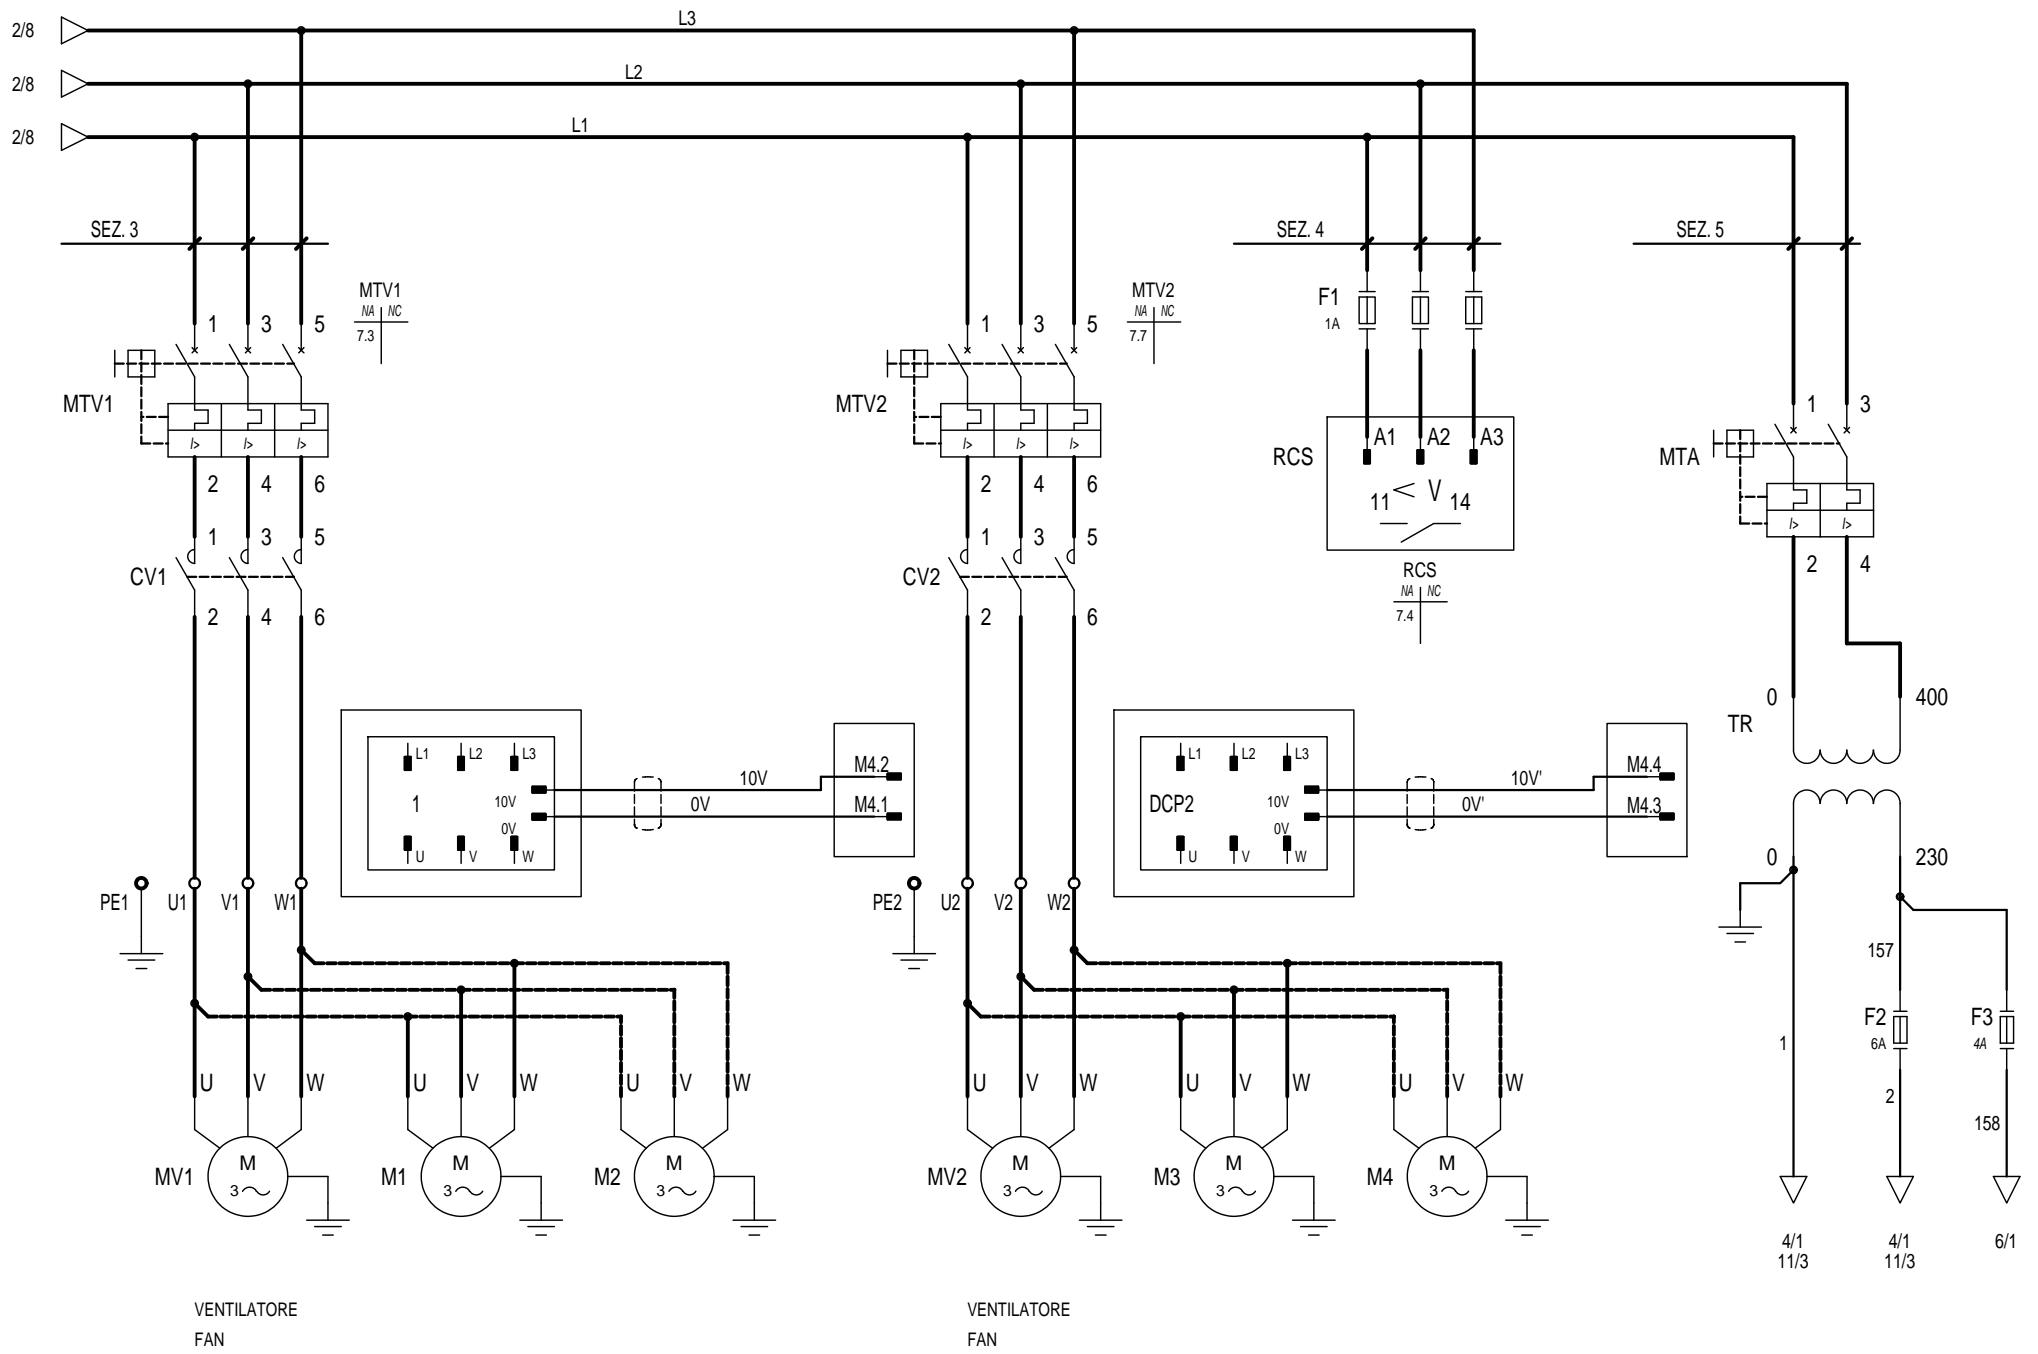 2/8
L3
2/8
L2
2/8
L1
SEZ. 3
SEZ. 4
SEZ. 5
MTV1
NA NC
7.3
MTV2
NA NC
7.7
F1
1A
1 3 5
1 3 5
MTV1
I> I> I>
MTV2
I> I> I>
1 3
MTA
I> I>
2 4
RCS
A1 A2 A3
11 < V 14
RCS
NA NC
7.4
2 4 6
2 4 6
1 3 5
1 3 5
CV1
CV2
2 4 6
2 4 6
0 400
TR
0 230
L1 L2 L3
1
10V
0V
U V W
10V
0V
M4.2
M4.1
L1 L2 L3
DCP2
10V
0V
U V W
10V'
0V'
M4.4
M4.3
PE1 U1 V1 W1
PE2 U2 V2 W2
157
F2
6A
F3
4A
1
2
158
U V W U V W U V W
U V W U V W U V W
MV1
M
3
M1
M
3
M2
M
3
MV2
M
3
M3
M
3
M4
M
3
4/1
11/3
4/1
11/3
6/1
VENTILATORE
FAN
VENTILATORE
FAN